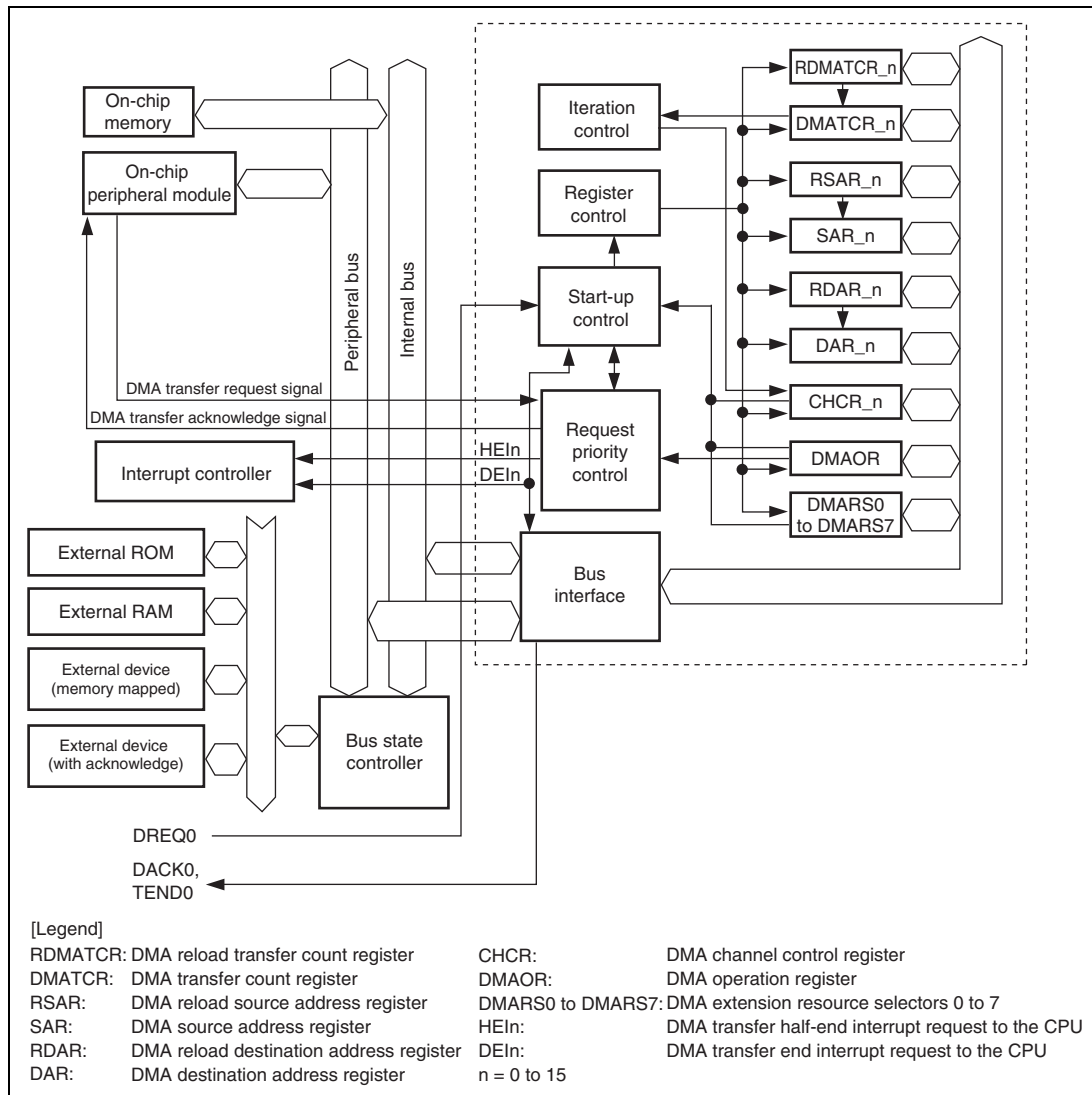 On-chip
memory
On-chip
peripheral module
Peripheral bus
Internal bus
DMA transfer request signal
DMA transfer acknowledge signal
Interrupt controller
HEIn
DEIn
External ROM
External RAM
External device
(memory mapped)
External device
(with acknowledge)
Bus state
controller
DREQ0
DACK0,
TEND0
Iteration
control
Register
control
Start-up
control
Request
priority
control
Bus
interface
RDMATCR_n
DMATCR_n
RSAR_n
SAR_n
RDAR_n
DAR_n
CHCR_n
DMAOR
DMARS0
to DMARS7
[Legend]
RDMATCR: DMA reload transfer count register
DMATCR: DMA transfer count register
RSAR: DMA reload source address register
SAR: DMA source address register
RDAR: DMA reload destination address register
DAR: DMA destination address register
CHCR: DMA channel control register
DMAOR: DMA operation register
DMARS0 to DMARS7: DMA extension resource selectors 0 to 7
HEIn: DMA transfer half-end interrupt request to the CPU
DEIn: DMA transfer end interrupt request to the CPU
n = 0 to 15